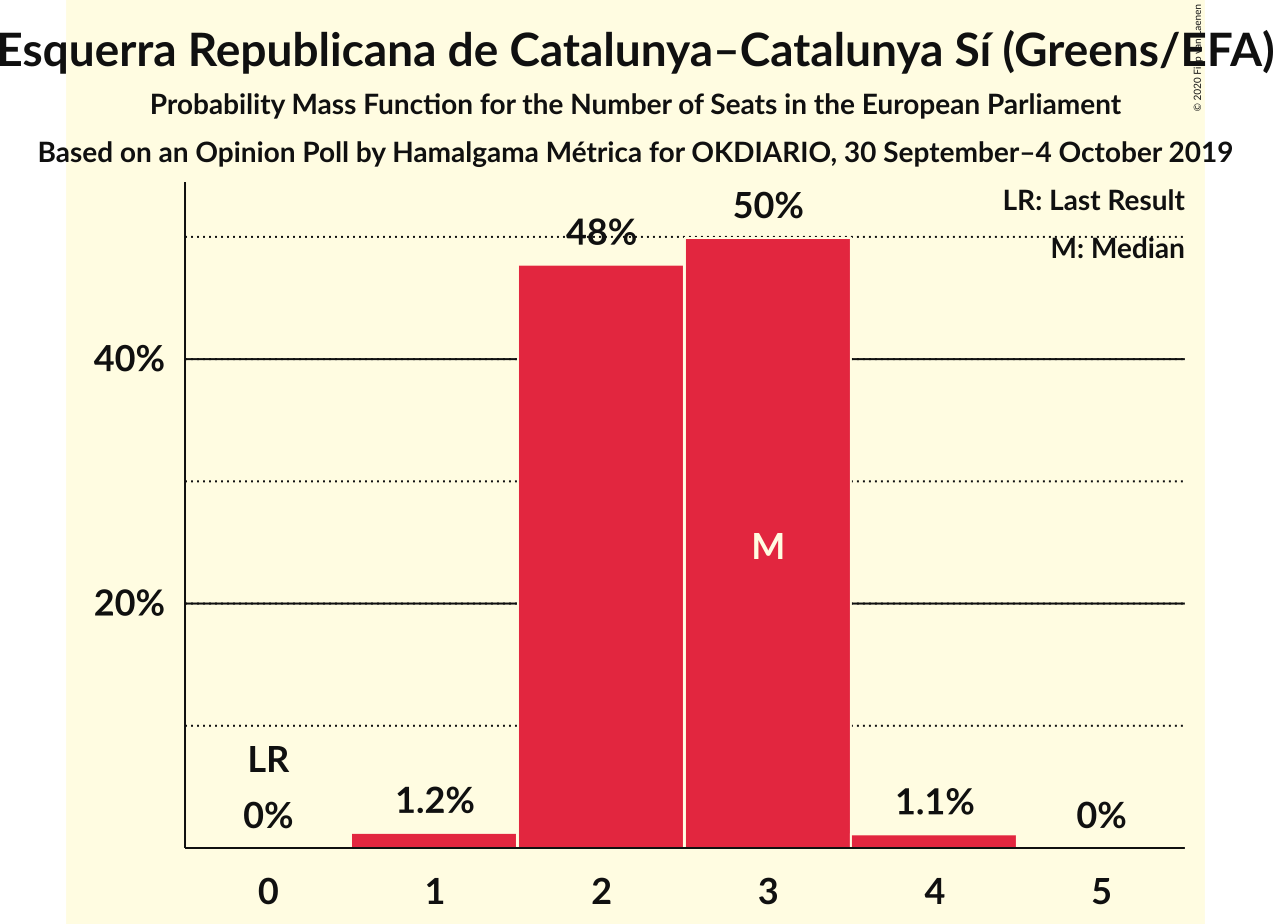 Esquerra Republicana de Catalunya–Catalunya Sí (Greens/EFA)
Probability Mass Function for the Number of Seats in the European Parliament
Based on an Opinion Poll by Hamalgama Métrica for OKDIARIO, 30 September–4 October 2019
© 2020
LR: Last Result
M: Median
50%
48%
40%
M
20%
LR
0%
1.2%
1.1%
0%
0 1 2 3 4 5